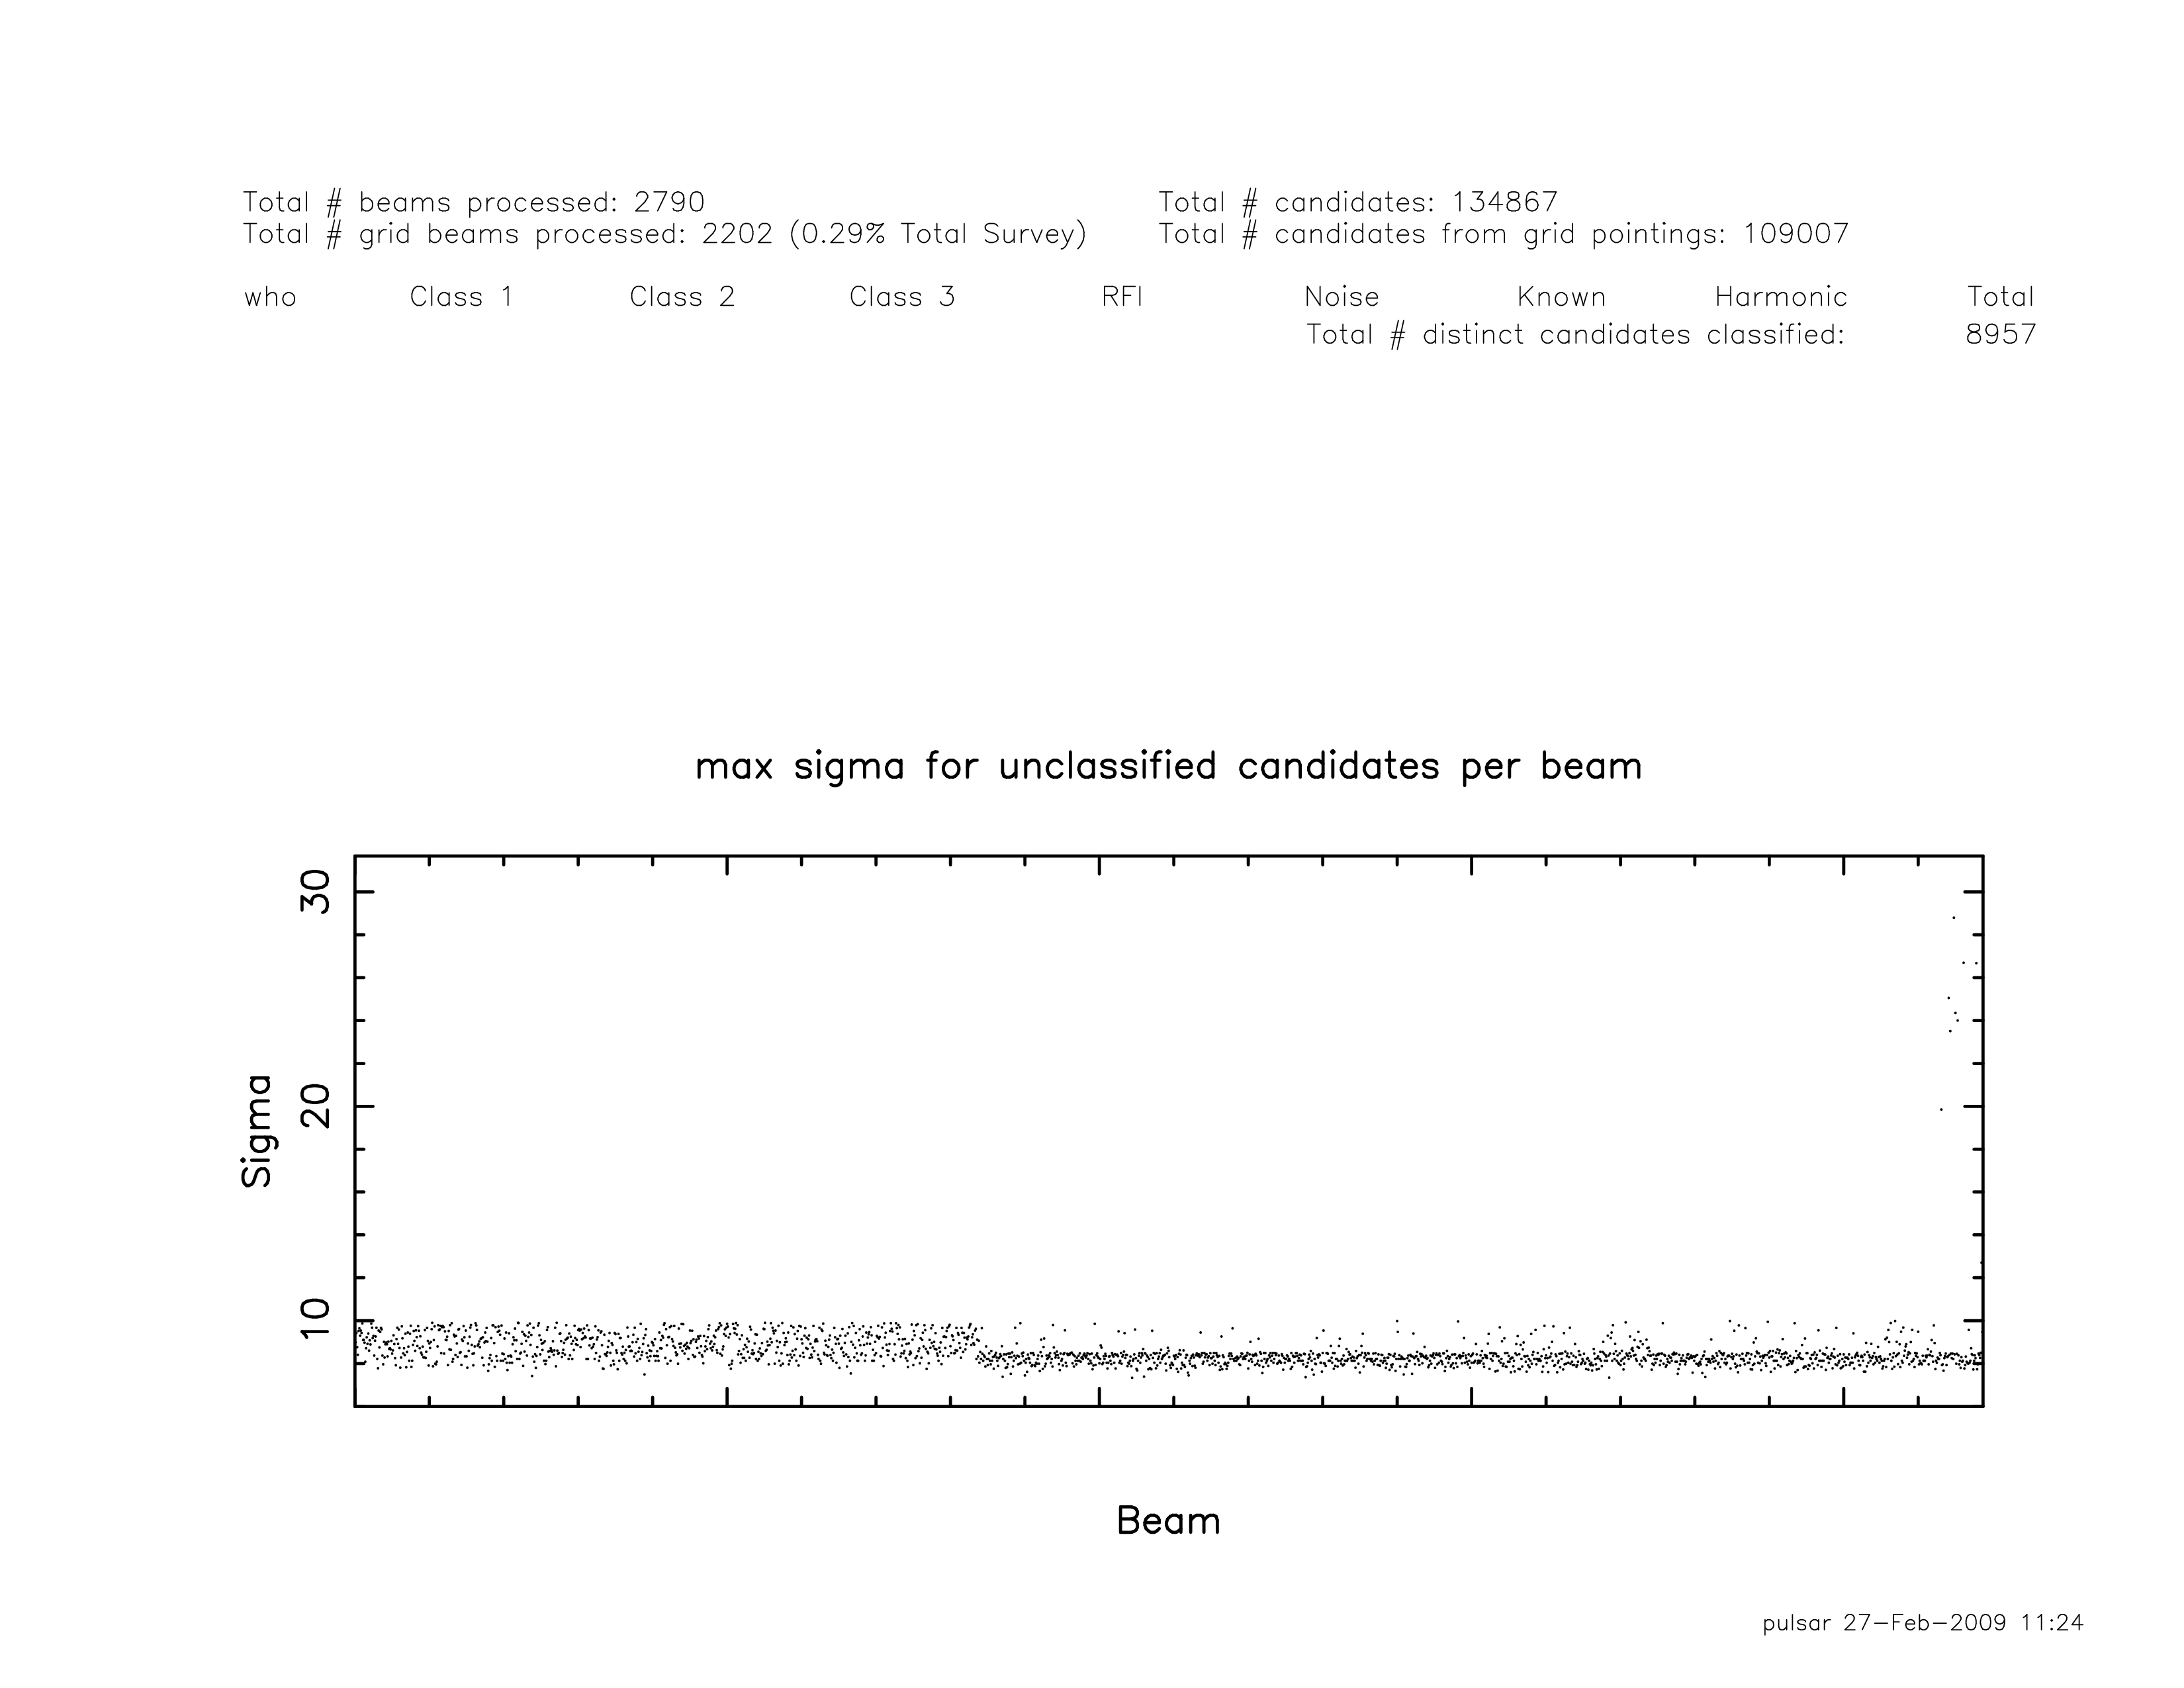 Total # beams processed: 2790 Total # candidates: 134867
Total # grid beams processed: 2202 (0.29% Total Survey) Total # candidates from grid pointings: 109007
who Class 1 Class 2 Class 3 RFI Noise Known Harmonic Total
Total # distinct candidates classified: 8957
max sigma for unclassified candidates per beam
30
20
10
Sigma
Beam
pulsar 27-Feb-2009 11:24